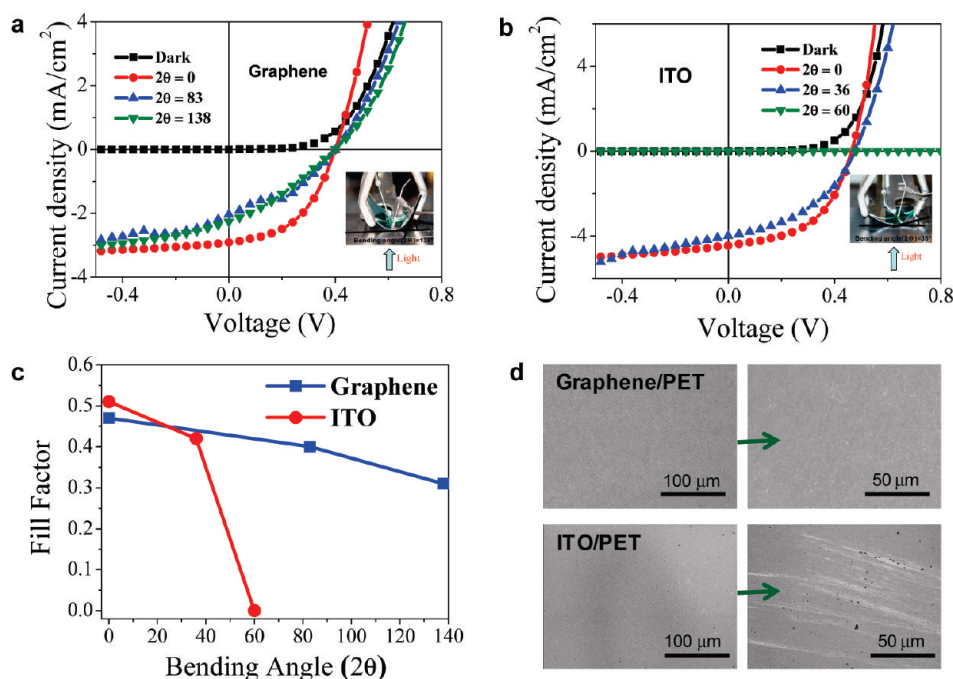 a
Current density (mA/cm²)
4
2
0
-2
-4
-0.4
0.0
0.4
0.8
Voltage (V)
Dark
2θ = 0
2θ = 83
2θ = 138
Graphene
Light
b
Current density (mA/cm²)
4
0
-4
-0.4
0.0
0.4
0.8
Voltage (V)
Dark
2θ = 0
2θ = 36
2θ = 60
ITO
Light
c
Fill Factor
0.6
0.5
0.4
0.3
0.2
0.1
0.0
0
20
40
60
80
100
120
140
Bending Angle (2θ)
Graphene
ITO
d
Graphene/PET
100 μm
50 μm
ITO/PET
100 μm
50 μm